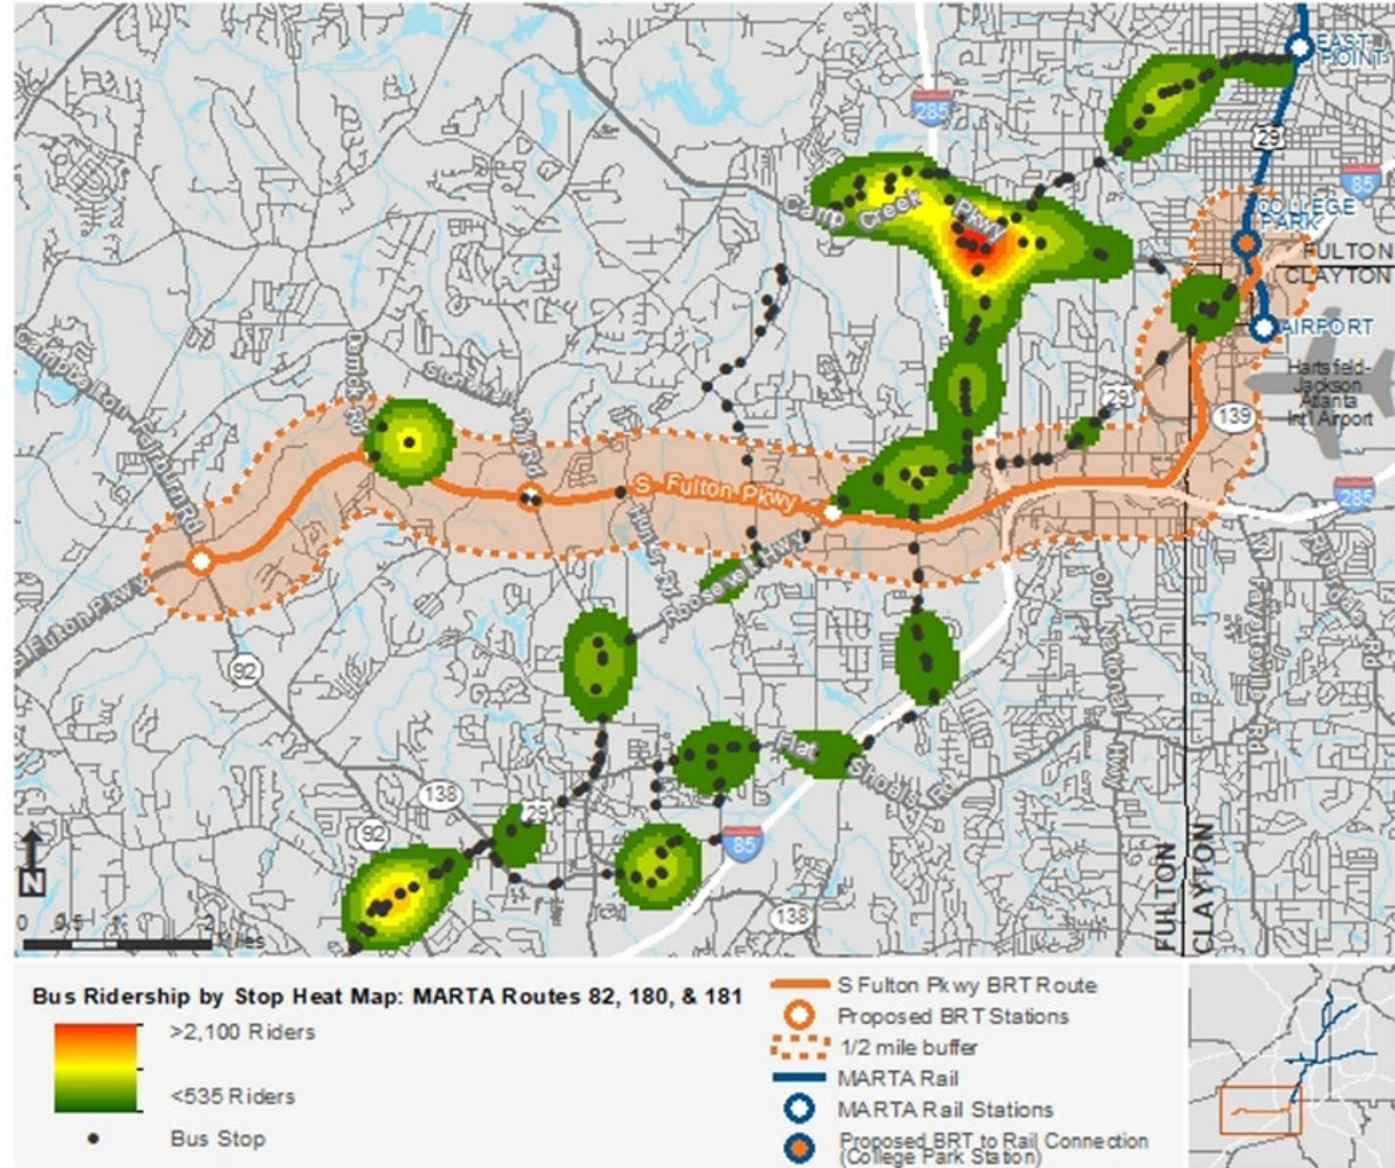 EAST
POINT
285
29
85
COLLEGE
PARK
Camp Creek Pkwy
FULTON
CLAYTON
AIRPORT
Hartsfield-
Jackson
Atlanta
Int'l Airport
Campbellton Fairburn Rd
Stonewall Tell Rd
29
139
S Fulton Pkwy
285
Roosevelt Hwy
S Fulton Pkwy
Old National Hwy
W Fayetteville Rd
Riverdale Rd
92
Flat Shoals Rd
138
29
92
85
138
FULTON
CLAYTON
N
0 0.5 1 2
Miles
Bus Ridership by Stop Heat Map: MARTA Routes 82, 180, & 181
>2,100 Riders
<535 Riders
Bus Stop
S Fulton Pkwy BRT Route
Proposed BRT Stations
1/2 mile buffer
MARTA Rail
MARTA Rail Stations
Proposed BRT to Rail Connection
(College Park Station)